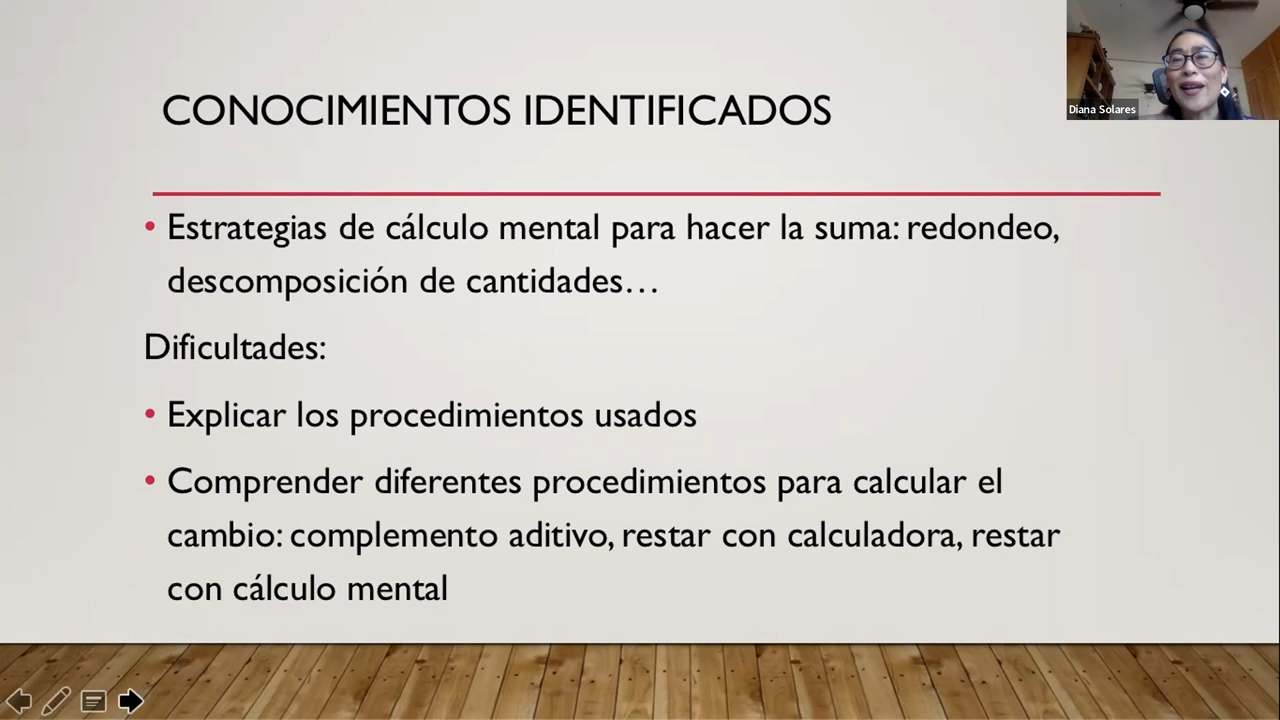 CONOCIMIENTOS IDENTIFICADOS
Diana Solares
• Estrategias de cálculo mental para hacer la suma: redondeo,
descomposición de cantidades…
Dificultades:
• Explicar los procedimientos usados
• Comprender diferentes procedimientos para calcular el
cambio: complemento aditivo, restar con calculadora, restar
con cálculo mental